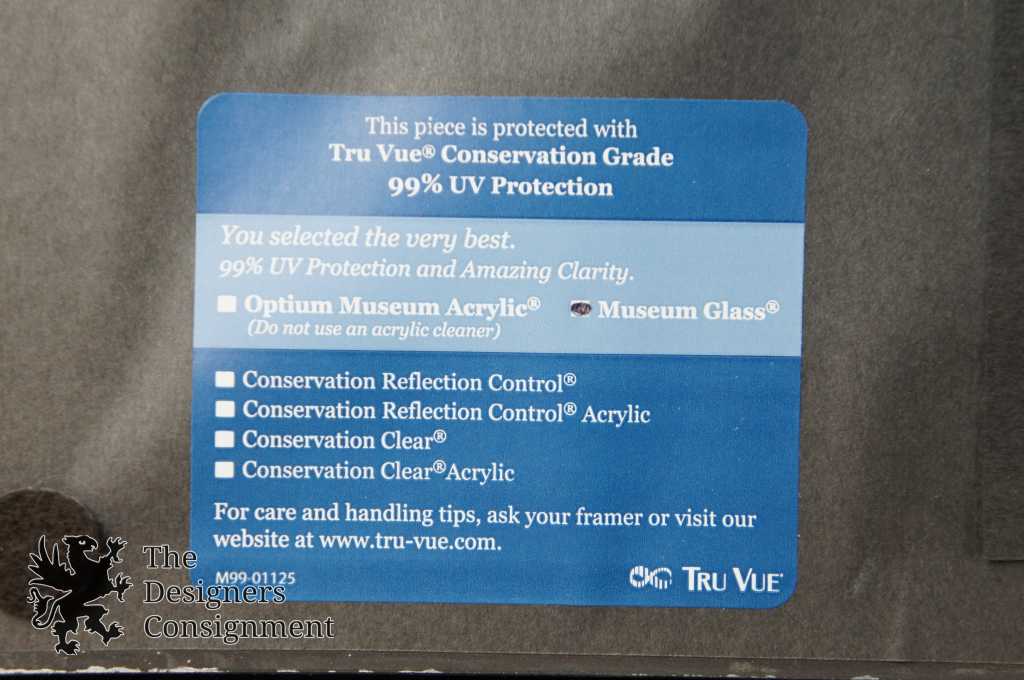 This piece is protected with
Tru Vue® Conservation Grade
99% UV Protection
You selected the very best.
99% UV Protection and Amazing Clarity.
Optium Museum Acrylic® Museum Glass®
(Do not use an acrylic cleaner)
Conservation Reflection Control®
Conservation Reflection Control® Acrylic
Conservation Clear®
Conservation Clear® Acrylic
For care and handling tips, ask your framer or visit our
website at www.tru-vue.com.
M99-01125
TRU VUE®
The
Designers
Consignment